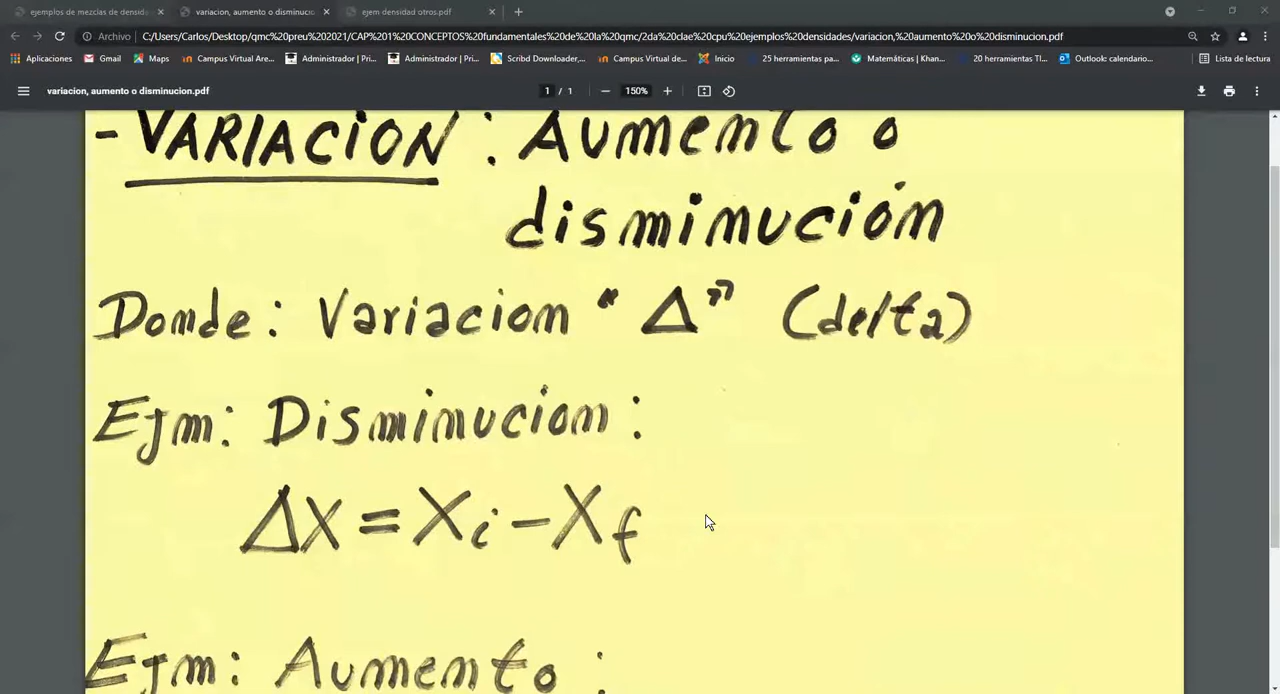 ejemplos de mezclas de densid
variacion, aumento o disminucio
ejem densidad otros.pdf
Archivo
C:/Users/Carlos/Desktop/qmc%20preu%202021/CAP%201%20CONCEPTOS%20fundamentales%20de%20la%20qmc/2da%20clae%20cpu%20ejemplos%20densidades/variacion,%20aumento%20o%20disminucion.pdf
Aplicaciones
Gmail
Maps
Campus Virtual Are...
Administrador | Pri...
Administrador | Pri...
Scribd Downloader,...
Campus Virtual de...
Inicio
25 herramientas pa...
Matemáticas | Khan...
20 herramientas TI...
Outlook: calendario...
Lista de lectura
variacion, aumento o disminucion.pdf
1 / 1
150%
- VARIACION : Aumento o
disminución
Donde: Variacion " Δ" (delta)
Ejm: Disminucion:
ΔX = Xi - Xf
Ejm: Aumento :